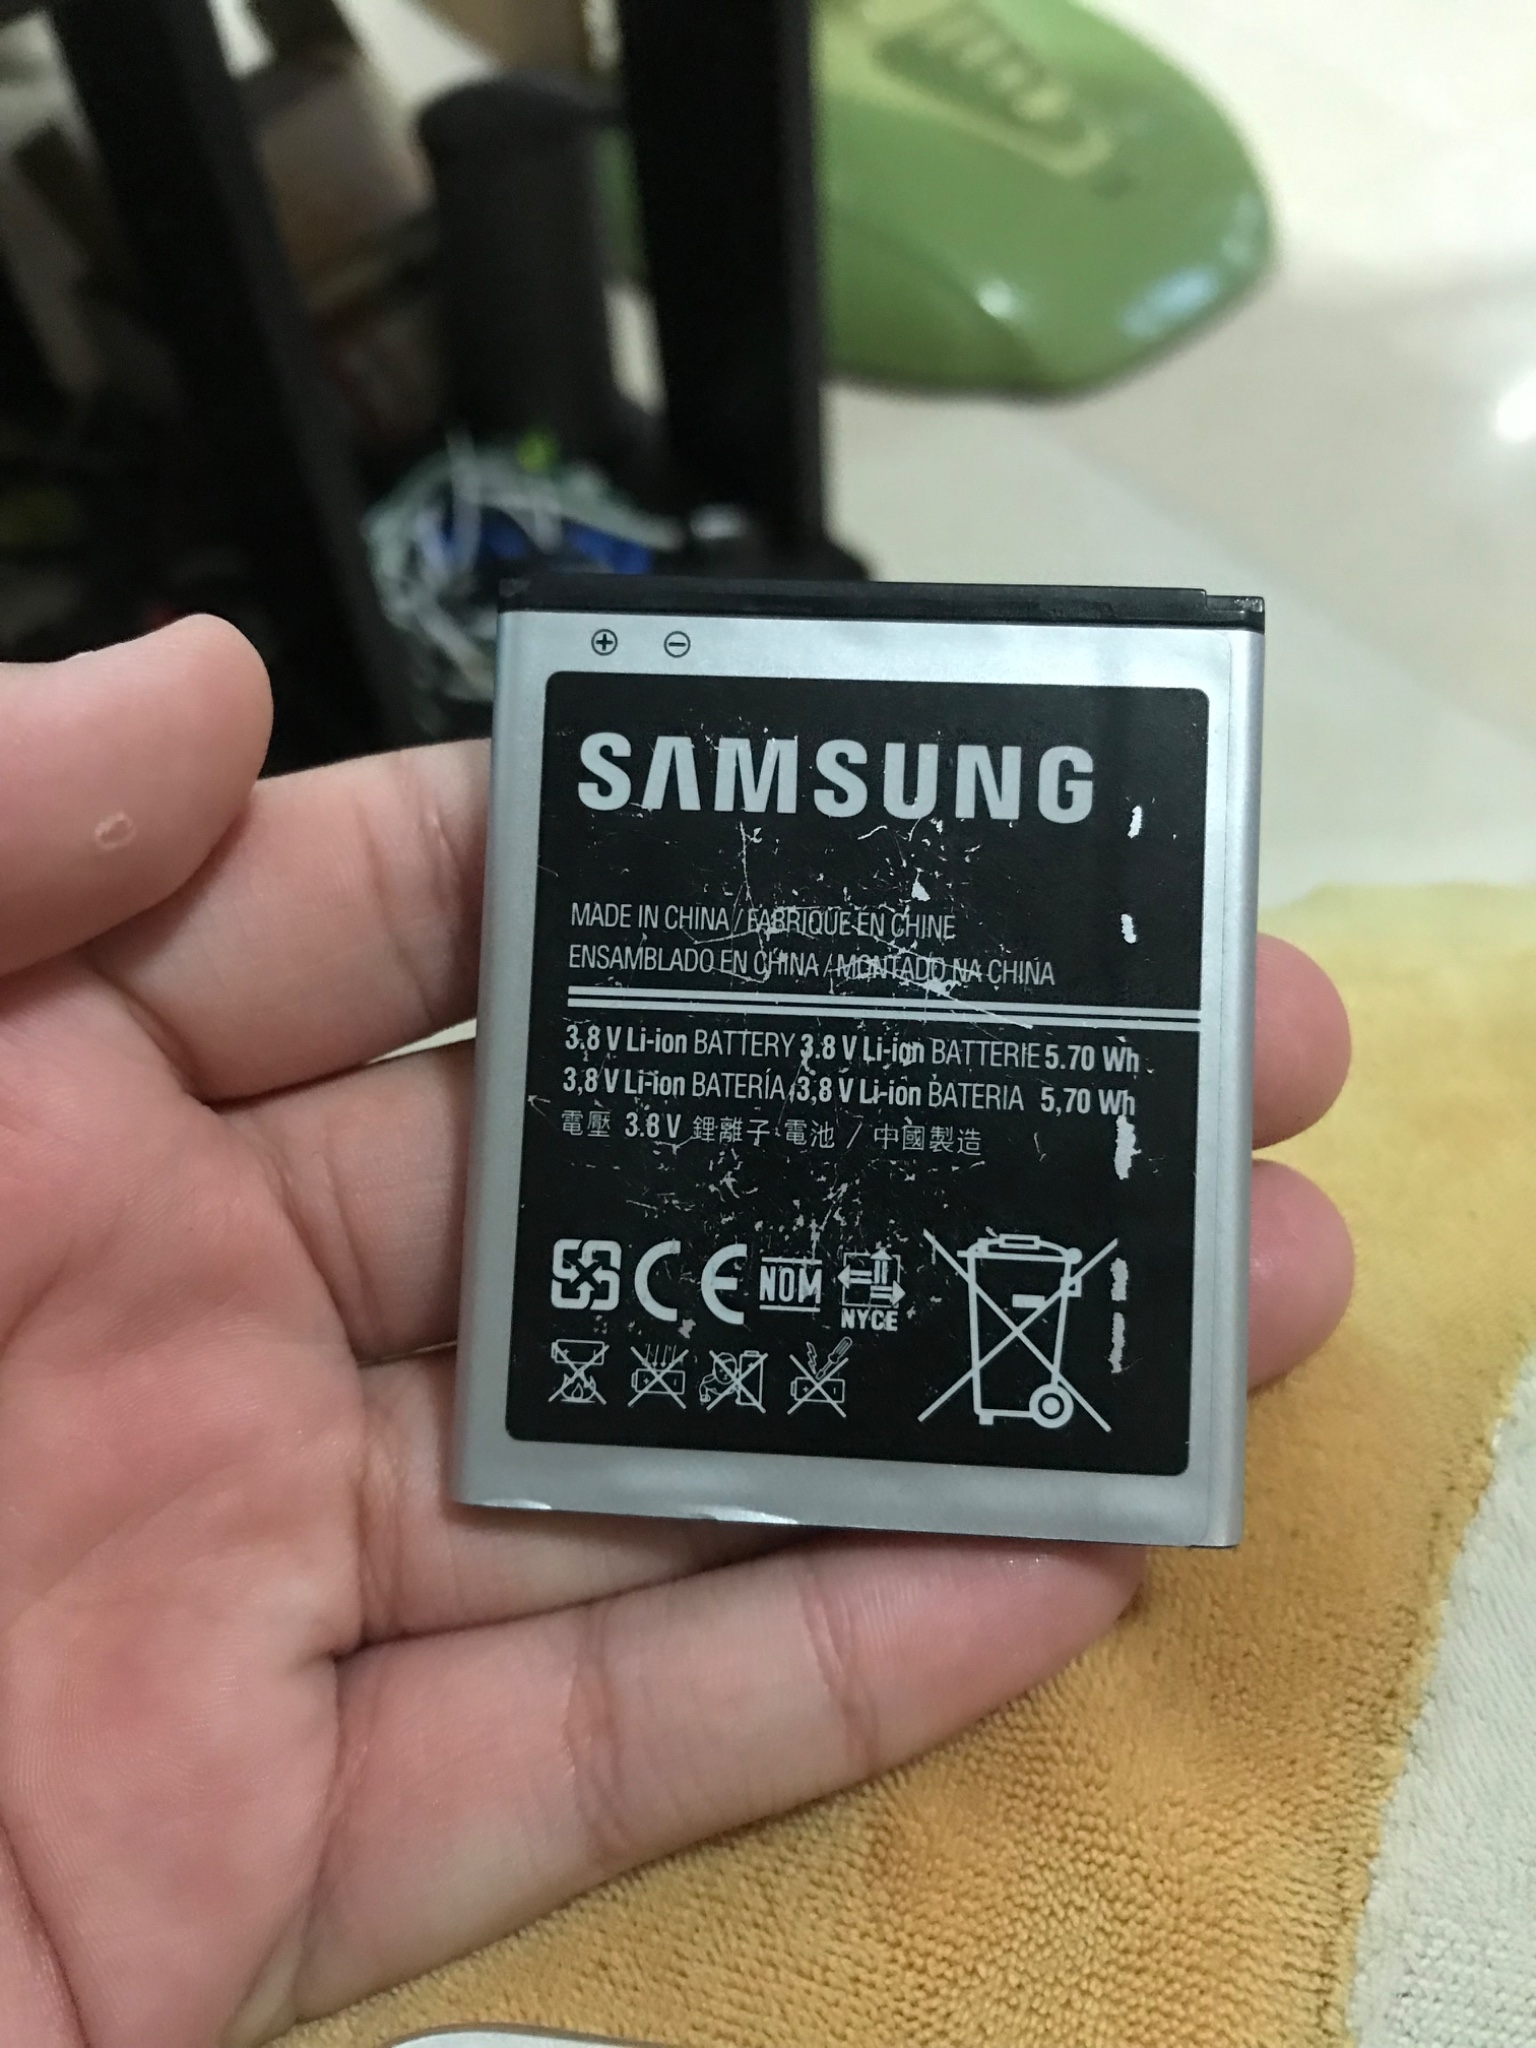 SAMSUNG
MADE IN CHINA / FABRIQUE EN CHINE
ENSAMBLADO EN CHINA / MONTADO NA CHINA
3.8 V Li-ion BATTERY 3.8 V Li-ion BATTERIE 5.70 Wh
3,8 V Li-ion BATERÍA 3,8 V Li-ion BATERIA 5,70 Wh
電壓 3.8 V 鋰離子電池 / 中國製造
CE NOM
NYCE